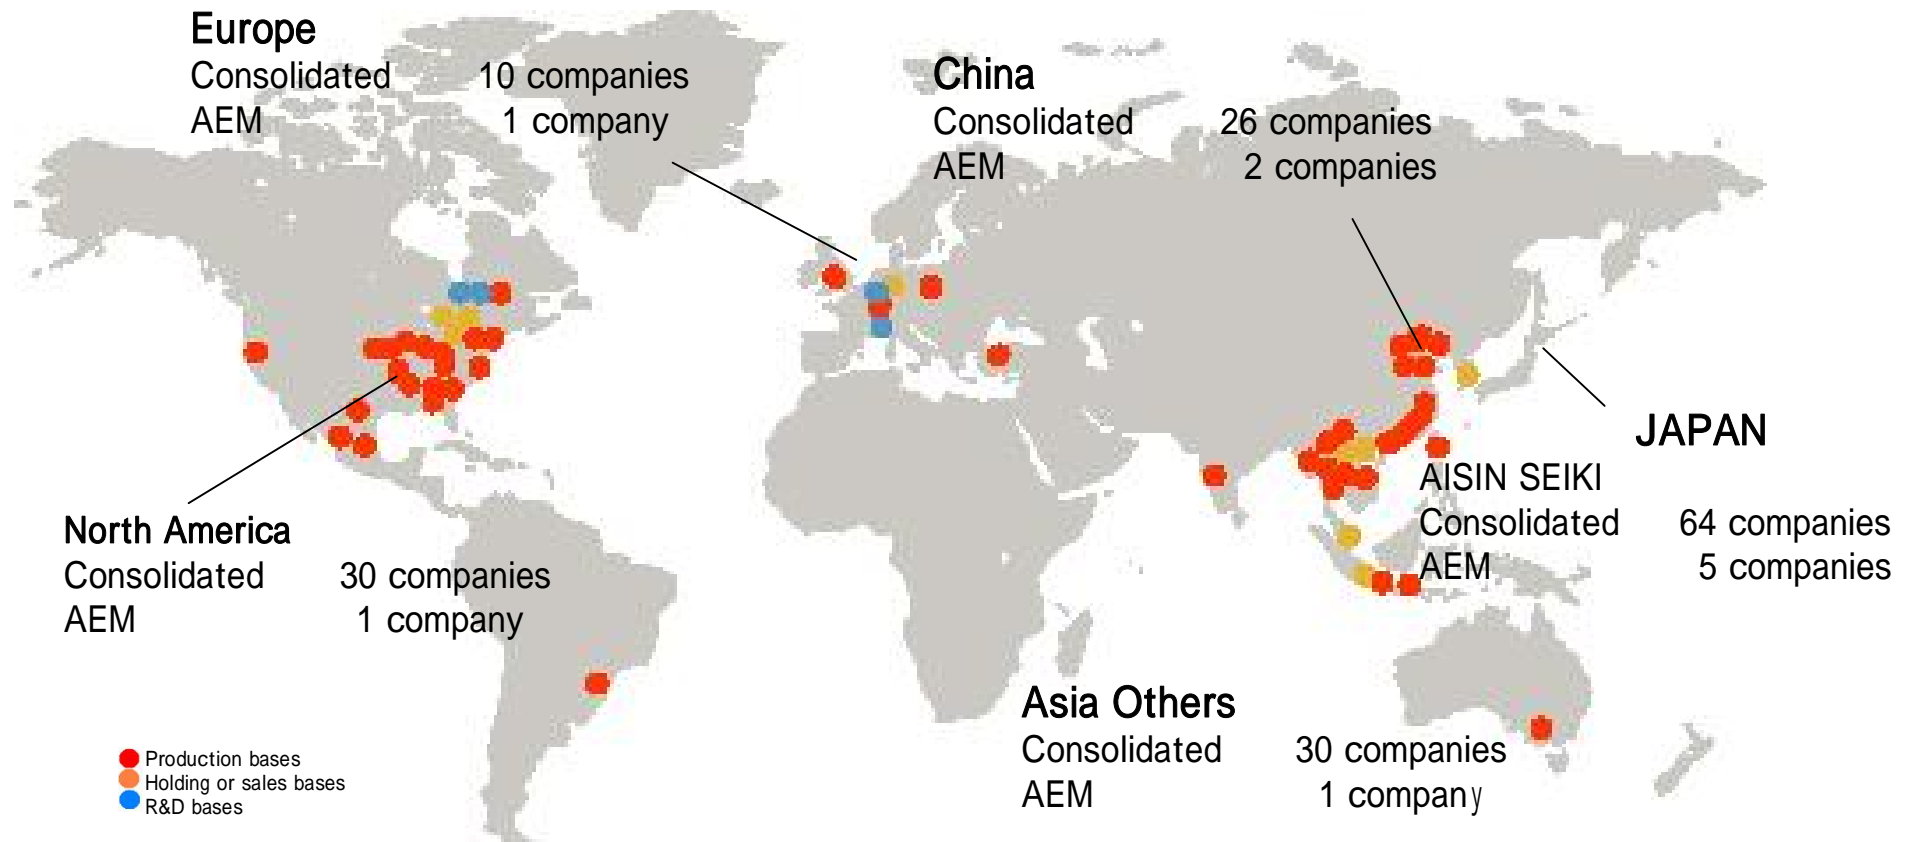 Europe
Consolidated 10 companies
AEM 1 company
China
Consolidated 26 companies
AEM 2 companies
JAPAN
AISIN SEIKI
Consolidated 64 companies
AEM 5 companies
North America
Consolidated 30 companies
AEM 1 company
Asia Others
Consolidated 30 companies
AEM 1 company
Production bases
Holding or sales bases
R&D bases